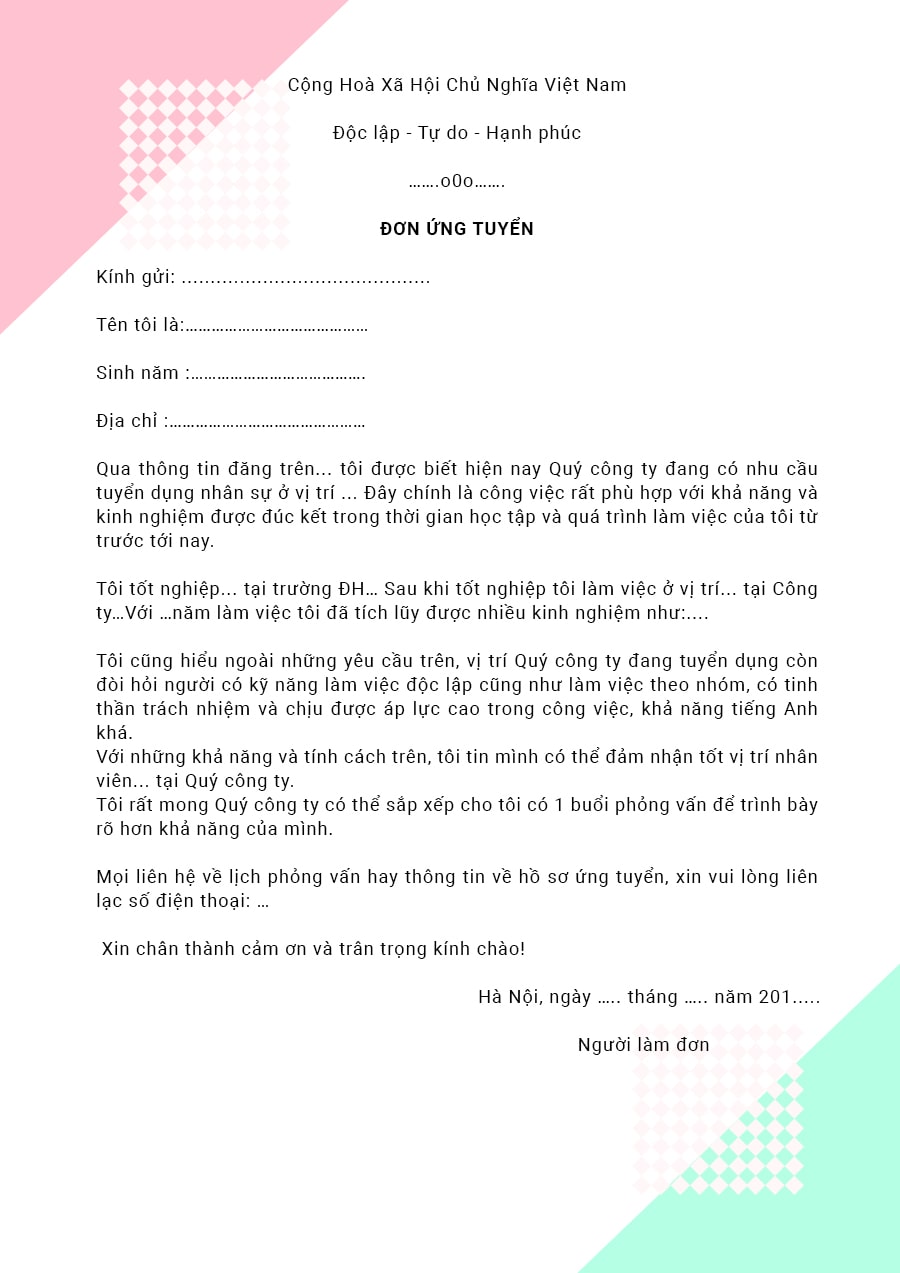 Cộng Hoà Xã Hội Chủ Nghĩa Việt Nam
Độc lập - Tự do - Hạnh phúc
…….o0o…….
ĐƠN ỨNG TUYỂN
Kính gửi: ...........................................
Tên tôi là:……………………………………
Sinh năm :………………………………….
Địa chỉ :………………………………………
Qua thông tin đăng trên... tôi được biết hiện nay Quý công ty đang có nhu cầu
tuyển dụng nhân sự ở vị trí ... Đây chính là công việc rất phù hợp với khả năng và
kinh nghiệm được đúc kết trong thời gian học tập và quá trình làm việc của tôi từ
trước tới nay.
Tôi tốt nghiệp... tại trường ĐH… Sau khi tốt nghiệp tôi làm việc ở vị trí... tại Công
ty…Với …năm làm việc tôi đã tích lũy được nhiều kinh nghiệm như:....
Tôi cũng hiểu ngoài những yêu cầu trên, vị trí Quý công ty đang tuyển dụng còn
đòi hỏi người có kỹ năng làm việc độc lập cũng như làm việc theo nhóm, có tinh
thần trách nhiệm và chịu được áp lực cao trong công việc, khả năng tiếng Anh
khá.
Với những khả năng và tính cách trên, tôi tin mình có thể đảm nhận tốt vị trí nhân
viên... tại Quý công ty.
Tôi rất mong Quý công ty có thể sắp xếp cho tôi có 1 buổi phỏng vấn để trình bày
rõ hơn khả năng của mình.
Mọi liên hệ về lịch phỏng vấn hay thông tin về hồ sơ ứng tuyển, xin vui lòng liên
lạc số điện thoại: …
Xin chân thành cảm ơn và trân trọng kính chào!
Hà Nội, ngày ….. tháng ….. năm 201.....
Người làm đơn